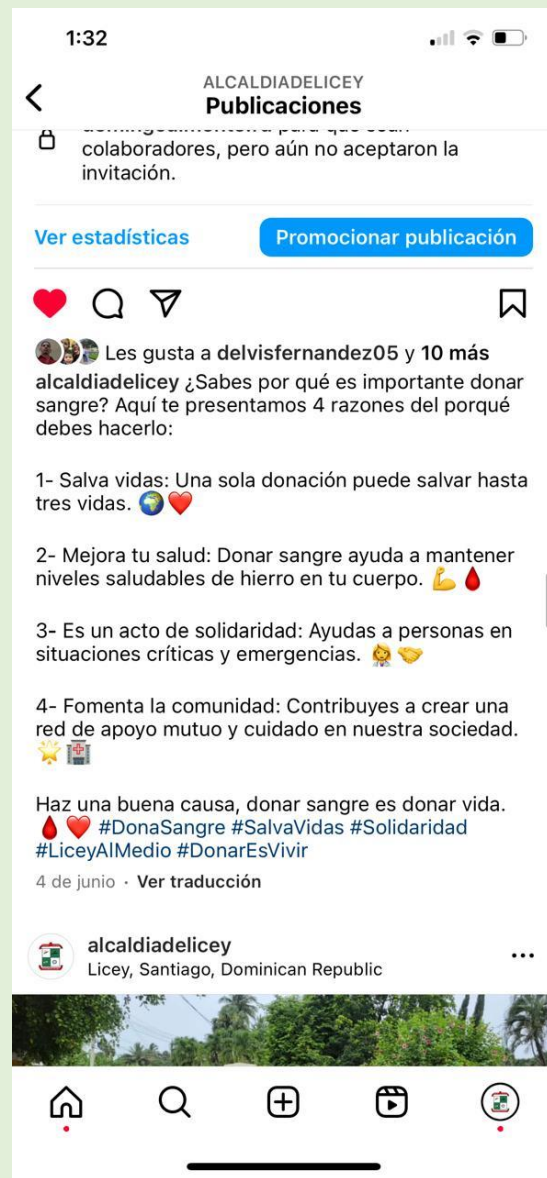 1:32
ALCALDIADELICEY
Publicaciones
colaboradores, pero aún no aceptaron la
invitación.
Ver estadísticas
Promocionar publicación
Les gusta a delvisfernandez05 y 10 más
alcaldiadelicey ¿Sabes por qué es importante donar
sangre? Aquí te presentamos 4 razones del porqué
debes hacerlo:
1- Salva vidas: Una sola donación puede salvar hasta
tres vidas. 🌍❤️
2- Mejora tu salud: Donar sangre ayuda a mantener
niveles saludables de hierro en tu cuerpo. 💪🩸
3- Es un acto de solidaridad: Ayudas a personas en
situaciones críticas y emergencias. 👩‍⚕️🤝
4- Fomenta la comunidad: Contribuyes a crear una
red de apoyo mutuo y cuidado en nuestra sociedad.
🌟🏥
Haz una buena causa, donar sangre es donar vida.
🩸❤️ #DonaSangre #SalvaVidas #Solidaridad
#LiceyAlMedio #DonarEsVivir
4 de junio · Ver traducción
alcaldiadelicey
Licey, Santiago, Dominican Republic